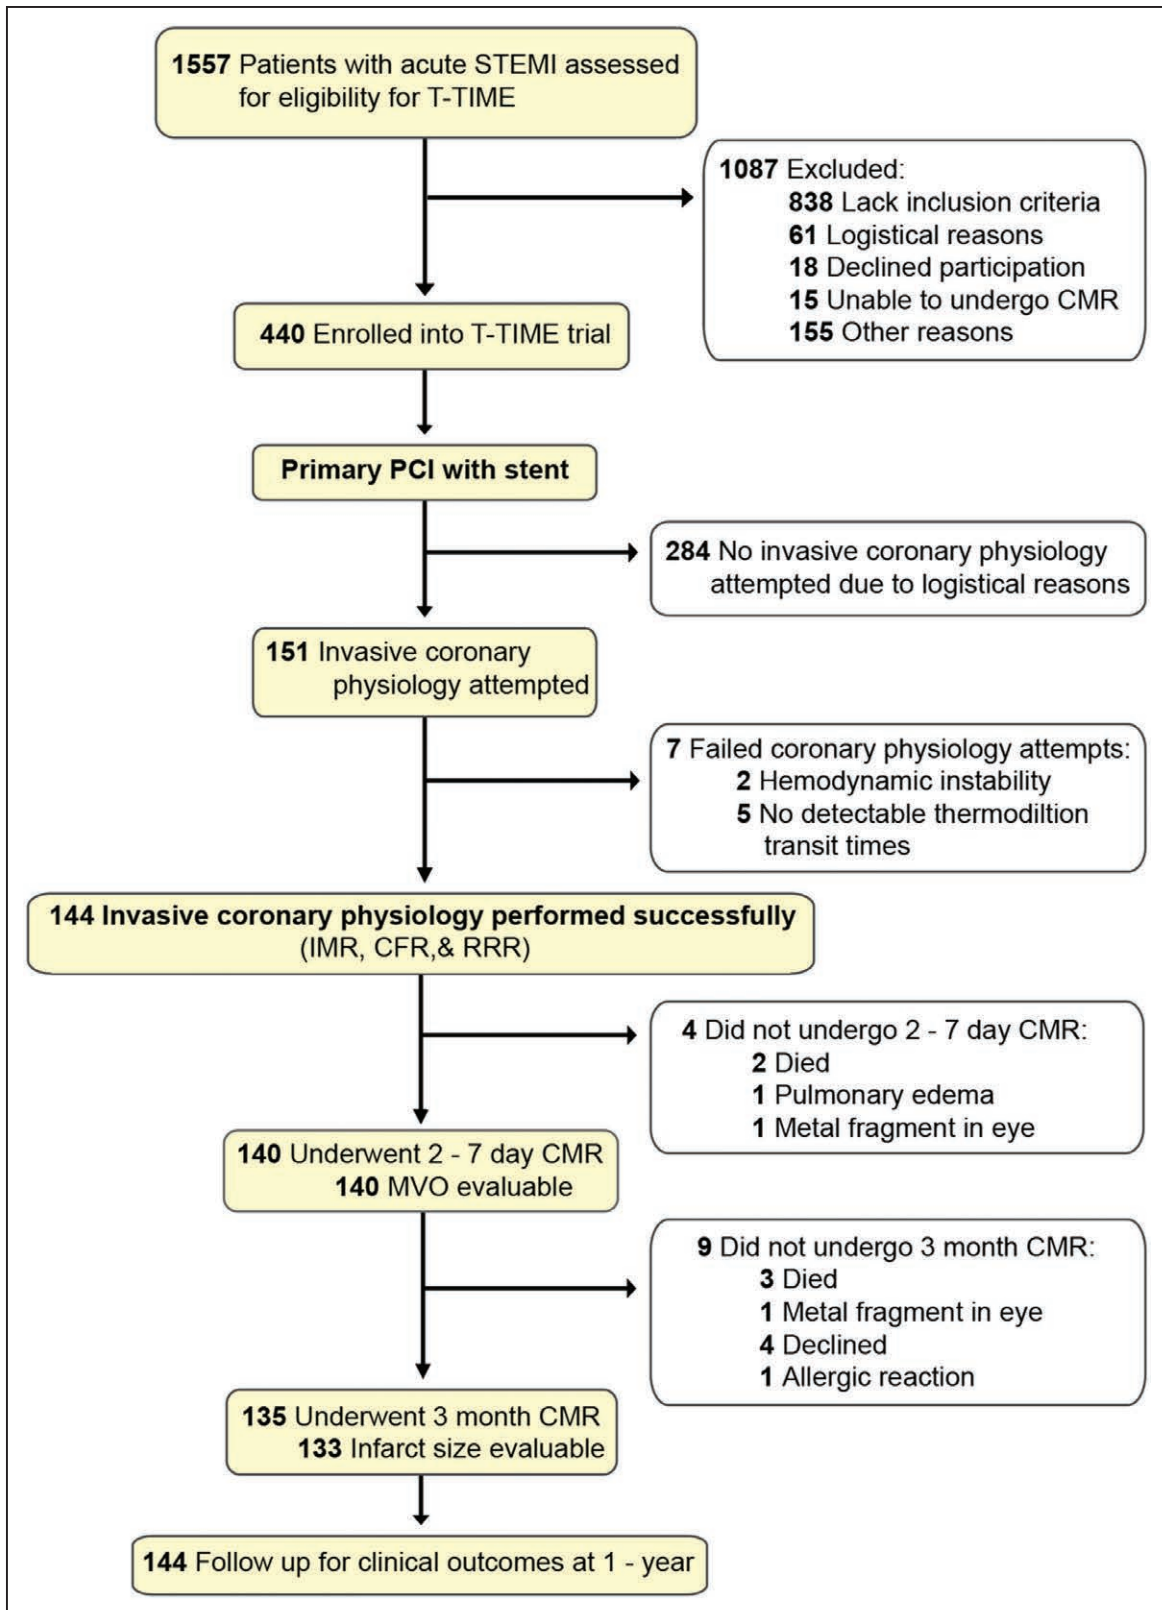 1557 Patients with acute STEMI assessed
for eligibility for T-TIME
1087 Excluded:
838 Lack inclusion criteria
61 Logistical reasons
18 Declined participation
15 Unable to undergo CMR
155 Other reasons
440 Enrolled into T-TIME trial
Primary PCI with stent
284 No invasive coronary physiology
attempted due to logistical reasons
151 Invasive coronary
physiology attempted
7 Failed coronary physiology attempts:
2 Hemodynamic instability
5 No detectable thermodiltion
transit times
144 Invasive coronary physiology performed successfully
(IMR, CFR,& RRR)
4 Did not undergo 2 - 7 day CMR:
2 Died
1 Pulmonary edema
1 Metal fragment in eye
140 Underwent 2 - 7 day CMR
140 MVO evaluable
9 Did not undergo 3 month CMR:
3 Died
1 Metal fragment in eye
4 Declined
1 Allergic reaction
135 Underwent 3 month CMR
133 Infarct size evaluable
144 Follow up for clinical outcomes at 1 - year